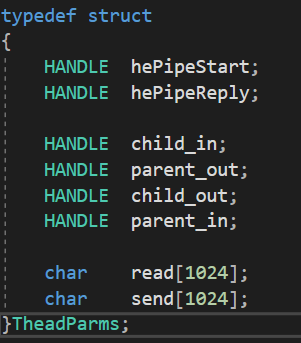 typedef struct
{
HANDLE hePipeStart;
HANDLE hePipeReply;
HANDLE child_in;
HANDLE parent_out;
HANDLE child_out;
HANDLE parent_in;
char read[1024];
char send[1024];
}TheadParms;